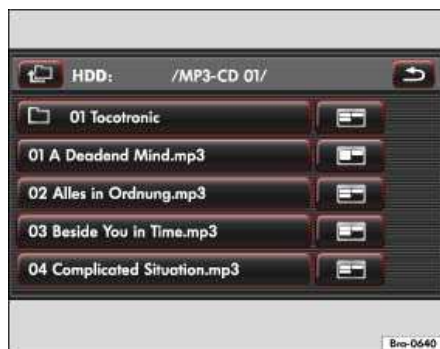 HDD: /MP3-CD 01/
01 Tocotronic
01 A Deadend Mind.mp3
02 Alles in Ordnung.mp3
03 Beside You in Time.mp3
04 Complicated Situation.mp3
Bro-0640